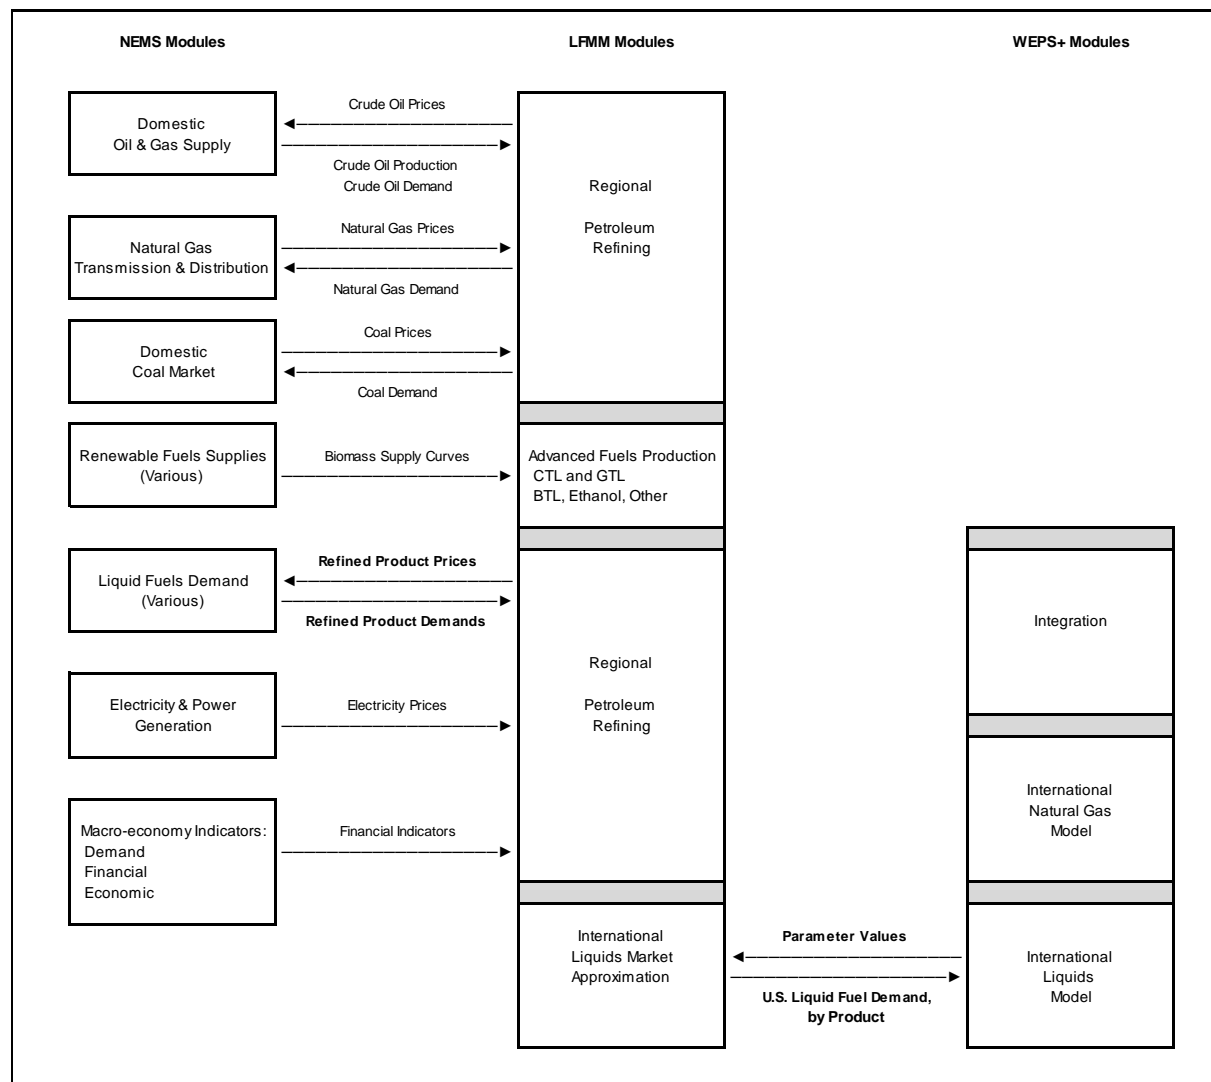 NEMS Modules
LFMM Modules
WEPS+ Modules
Domestic
Oil & Gas Supply
Crude Oil Prices
Crude Oil Production
Crude Oil Demand
Regional
Petroleum
Refining
Natural Gas
Transmission & Distribution
Natural Gas Prices
Natural Gas Demand
Domestic
Coal Market
Coal Prices
Coal Demand
Renewable Fuels Supplies
(Various)
Biomass Supply Curves
Advanced Fuels Production
CTL and GTL
BTL, Ethanol, Other
Liquid Fuels Demand
(Various)
Refined Product Prices
Refined Product Demands
Regional
Petroleum
Refining
Integration
Electricity & Power
Generation
Electricity Prices
International
Natural Gas
Model
Macro-economy Indicators:
Demand
Financial
Economic
Financial Indicators
International
Liquids Market
Approximation
Parameter Values
U.S. Liquid Fuel Demand,
by Product
International
Liquids
Model